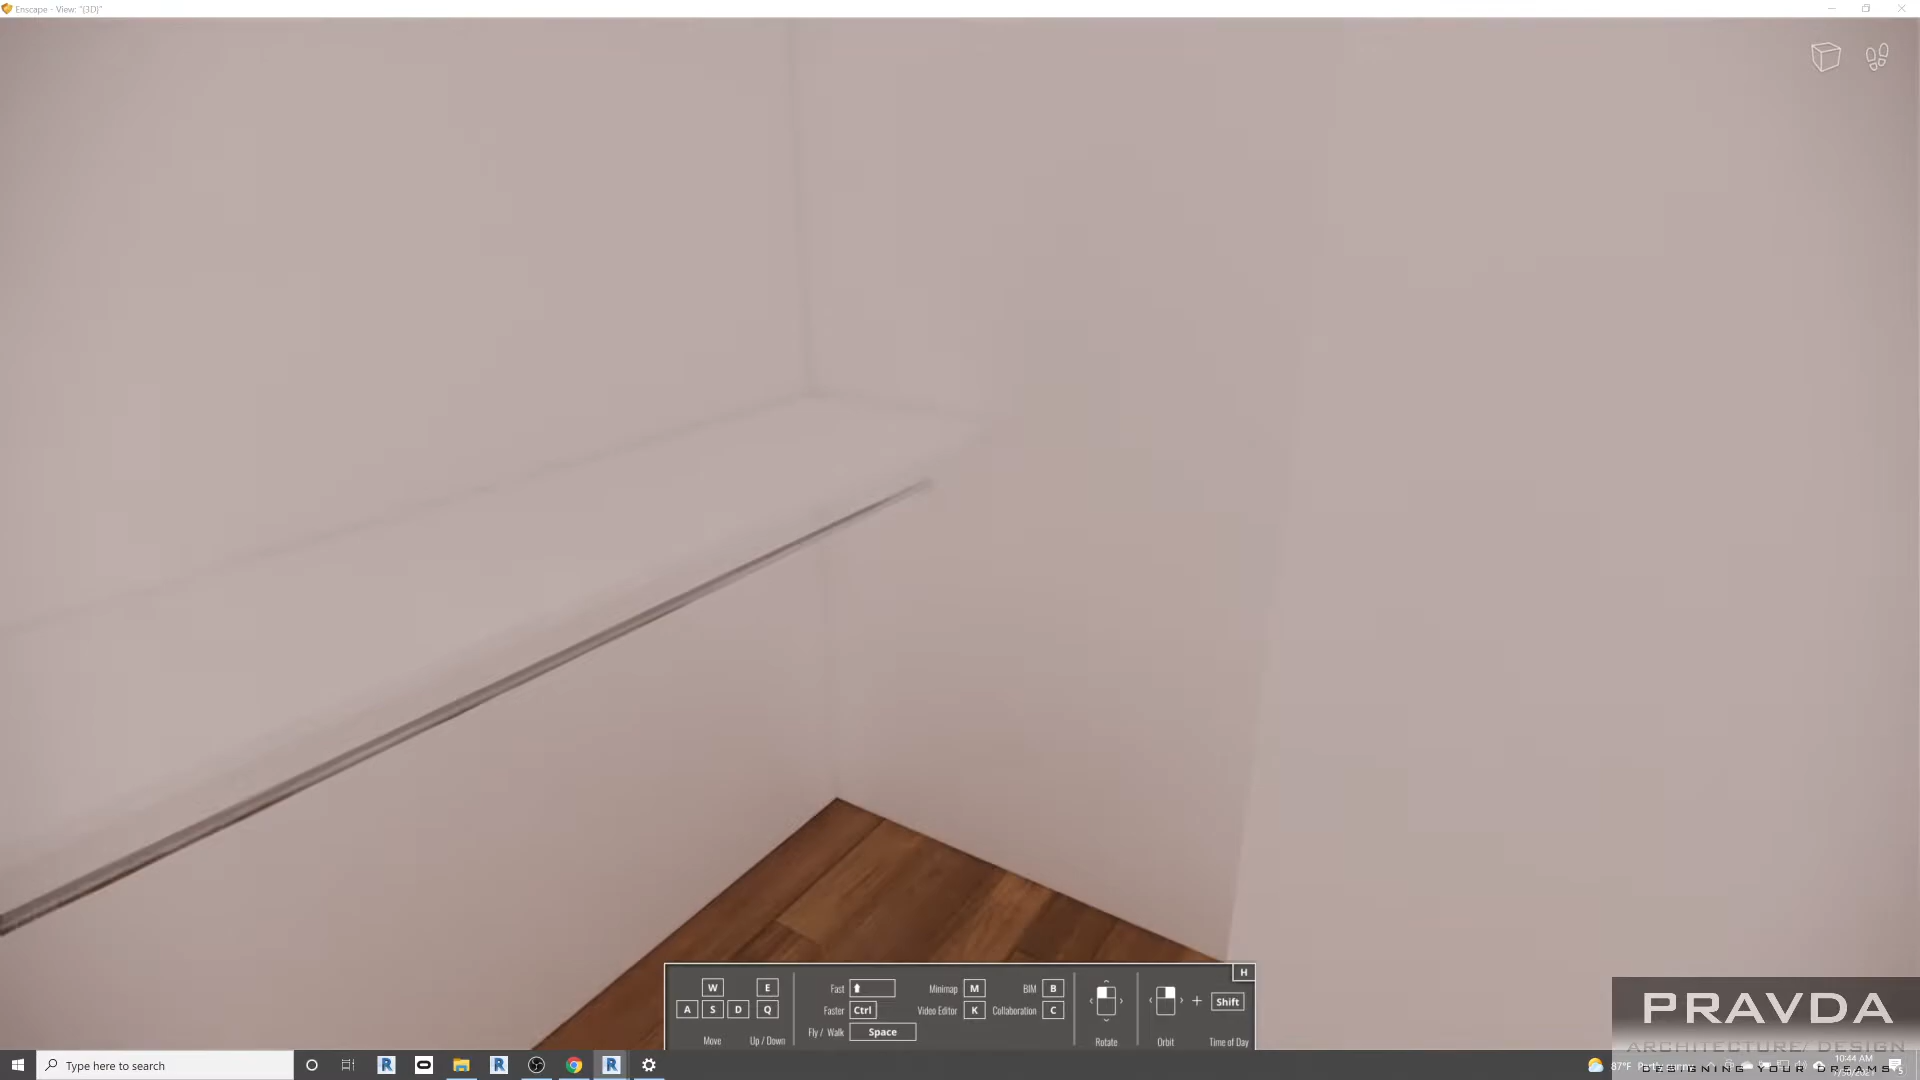 Enscape - View: "{3D}"
H
W E Fast Minimap M BIM B
A S D Q Faster Ctrl Video Editor K Collaboration C + Shift
Fly / Walk Space
Move Up / Down Rotate Orbit Time of Day
PRAVDA
ARCHITECTURE/ DESIGN
DESIGNING YOUR DREAMS
Type here to search
87°F
10:44 AM